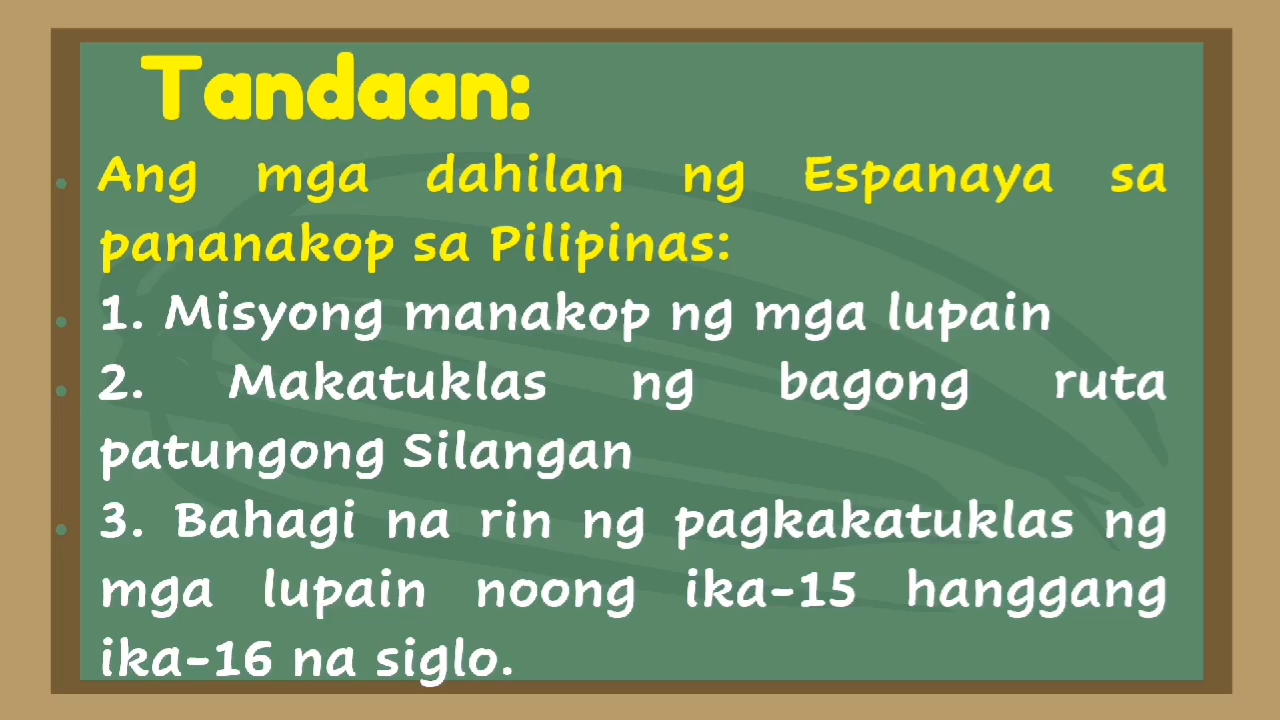 Tandaan:
Ang mga dahilan ng Espanaya sa
pananakop sa Pilipinas:
1. Misyong manakop ng mga lupain
2. Makatuklas ng bagong ruta
patungong Silangan
3. Bahagi na rin ng pagkakatuklas ng
mga lupain noong ika-15 hanggang
ika-16 na siglo.